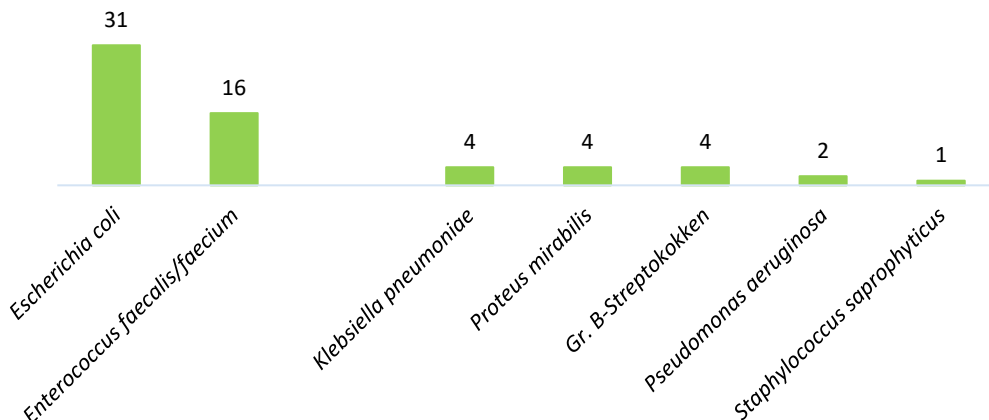 31
16
4
4
4
2
1
Escherichia coli
Enterococcus faecalis/faecium
Klebsiella pneumoniae
Proteus mirabilis
Gr. B-Streptokokken
Pseudomonas aeruginosa
Staphylococcus saprophyticus